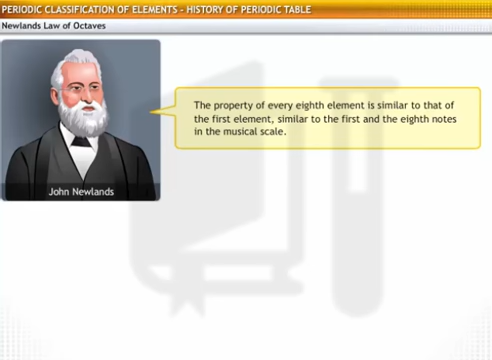 PERIODIC CLASSIFICATION OF ELEMENTS - HISTORY OF PERIODIC TABLE
Newlands Law of Octaves
The property of every eighth element is similar to that of
the first element, similar to the first and the eighth notes
in the musical scale.
John Newlands